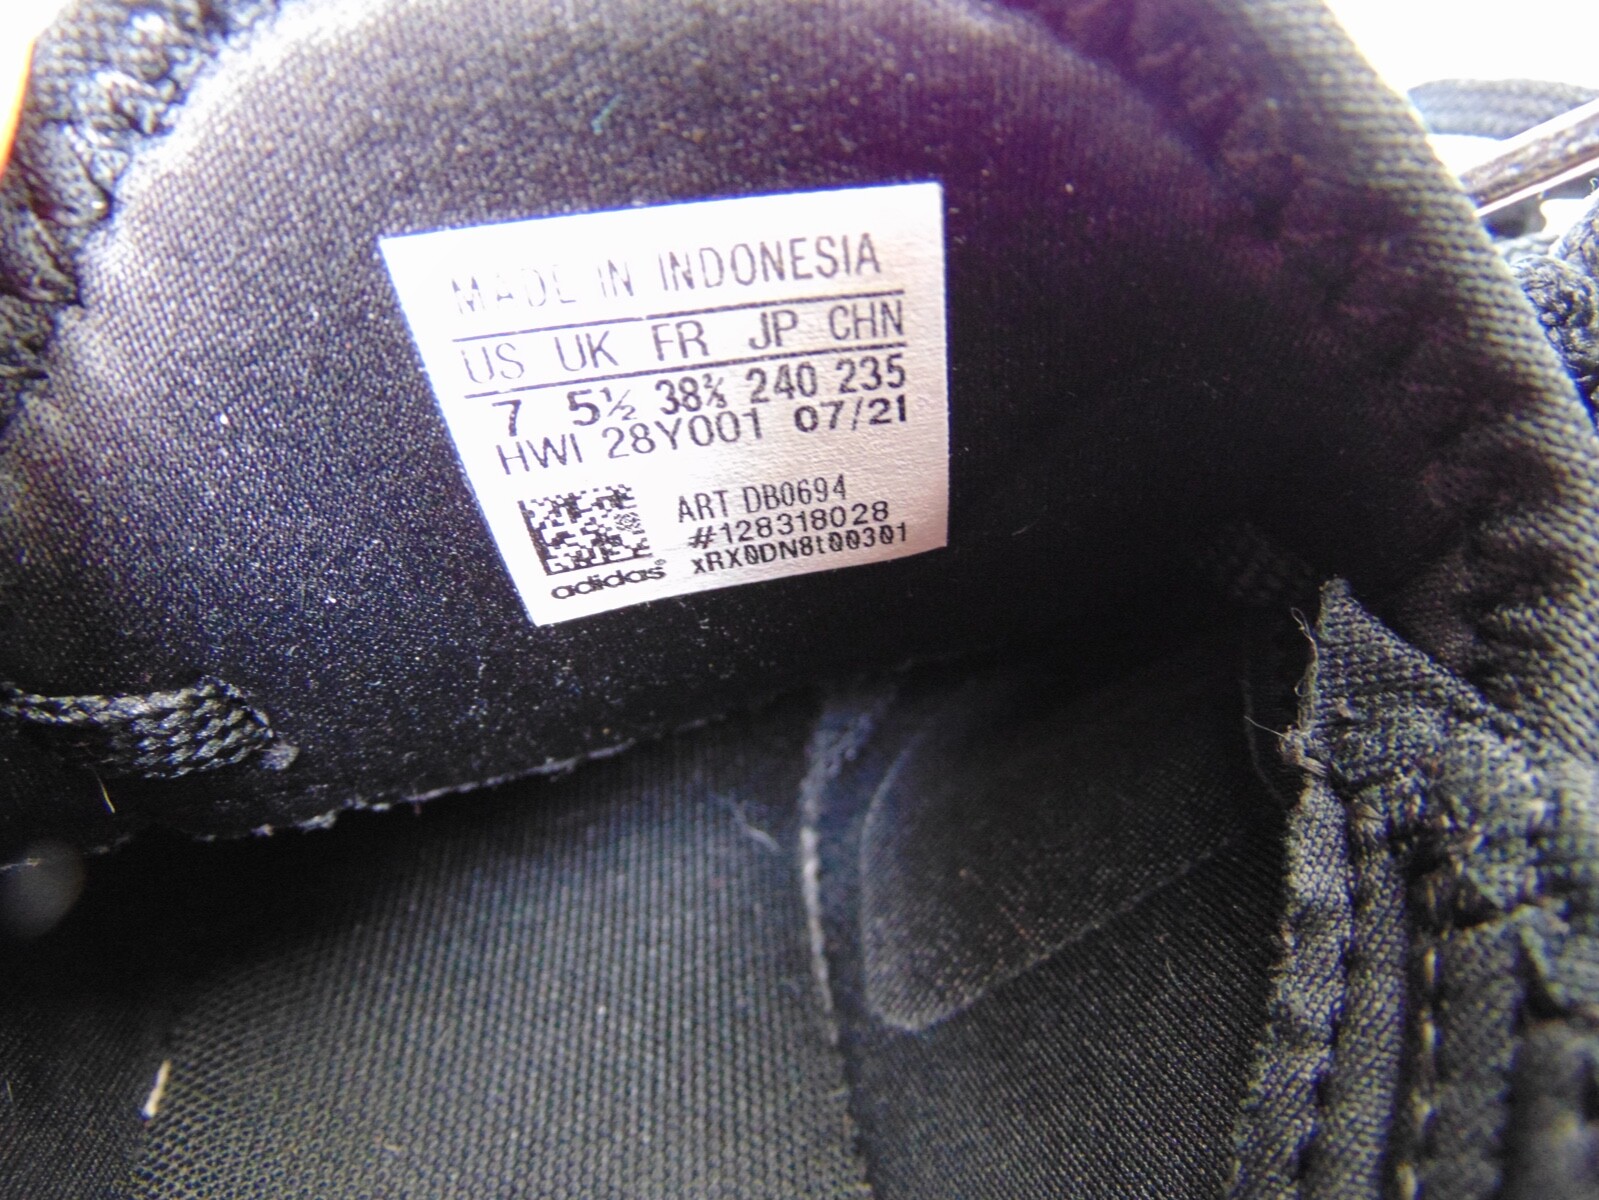 MADE IN INDONESIA
US UK FR JP CHN
7 5½ 38⅔ 240 235
HWI 28Y001 07/21
ART DB0694
#128318028
xRX0DN8t00301
adidas®